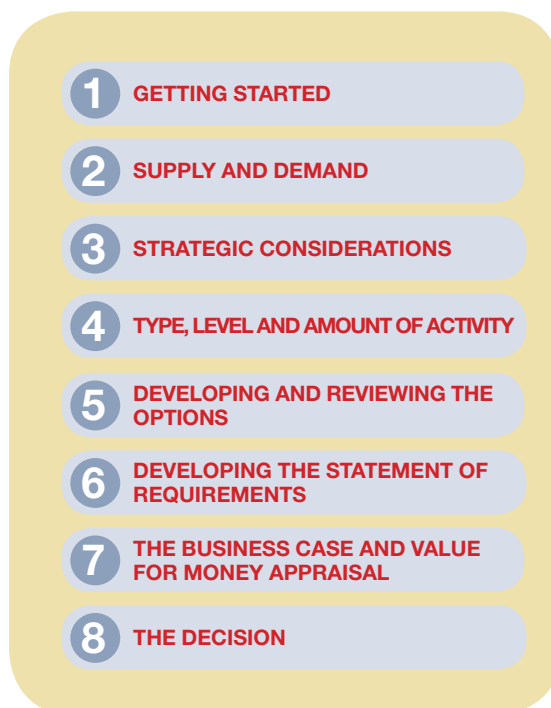 1 GETTING STARTED
2 SUPPLY AND DEMAND
3 STRATEGIC CONSIDERATIONS
4 TYPE, LEVEL AND AMOUNT OF ACTIVITY
5 DEVELOPING AND REVIEWING THE
OPTIONS
6 DEVELOPING THE STATEMENT OF
REQUIREMENTS
7 THE BUSINESS CASE AND VALUE
FOR MONEY APPRAISAL
8 THE DECISION